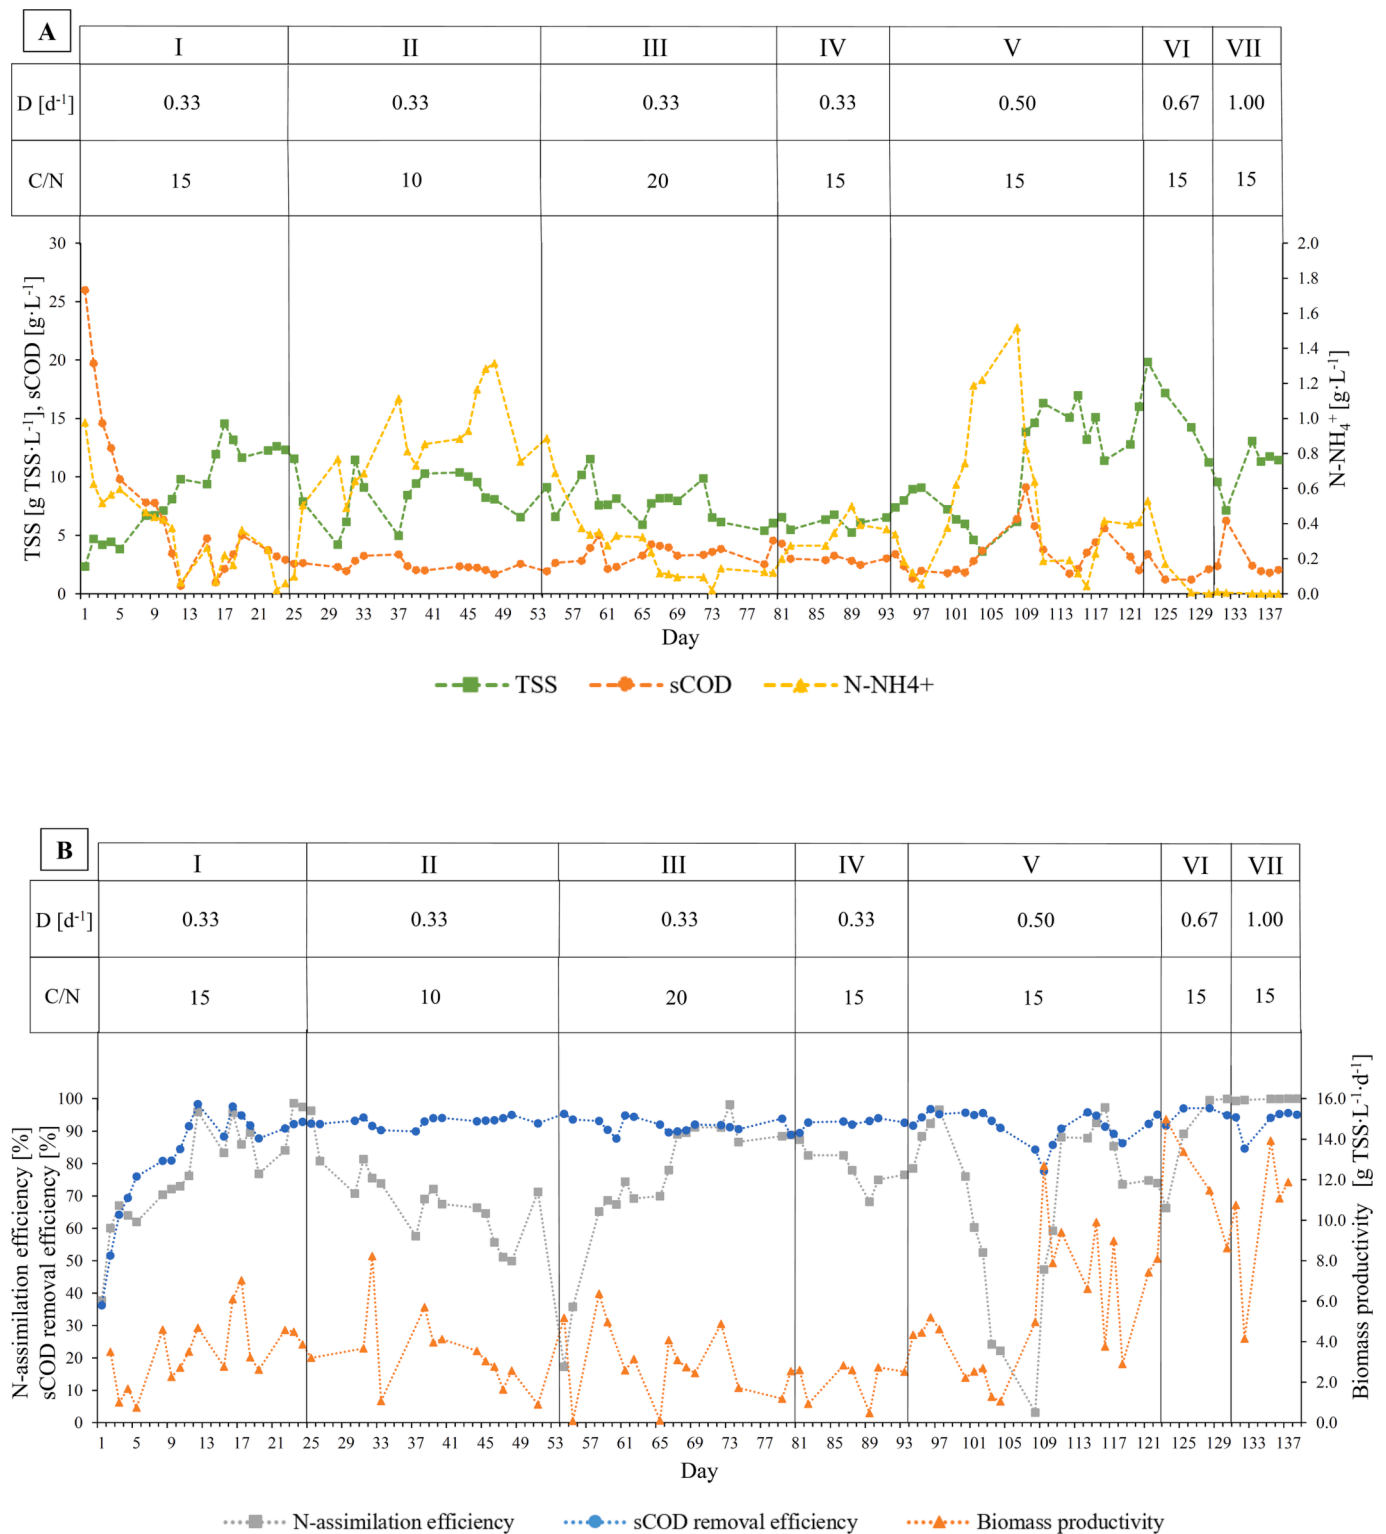 A
I II III IV V VI VII
D [d⁻¹] 0.33 0.33 0.33 0.33 0.50 0.67 1.00
C/N 15 10 20 15 15 15 15
TSS [g TSS·L⁻¹], sCOD [g·L⁻¹]
30
25
20
15
10
5
0
2.0
1.8
1.6
1.4
1.2
1.0
0.8
0.6
0.4
0.2
0.0
N-NH₄⁺ [g·L⁻¹]
1 5 9 13 17 21 25 29 33 37 41 45 49 53 57 61 65 69 73 77 81 85 89 93 97 101 105 109 113 117 121 125 129 133 137
Day
TSS sCOD N-NH4+
B
I II III IV V VI VII
D [d⁻¹] 0.33 0.33 0.33 0.33 0.50 0.67 1.00
C/N 15 10 20 15 15 15 15
N-assimilation efficiency [%]
sCOD removal efficiency [%]
100
90
80
70
60
50
40
30
20
10
0
16.0
14.0
12.0
10.0
8.0
6.0
4.0
2.0
0.0
Biomass productivity [g TSS·L⁻¹·d⁻¹]
1 5 9 13 17 21 25 29 33 37 41 45 49 53 57 61 65 69 73 77 81 85 89 93 97 101 105 109 113 117 121 125 129 133 137
Day
N-assimilation efficiency sCOD removal efficiency Biomass productivity